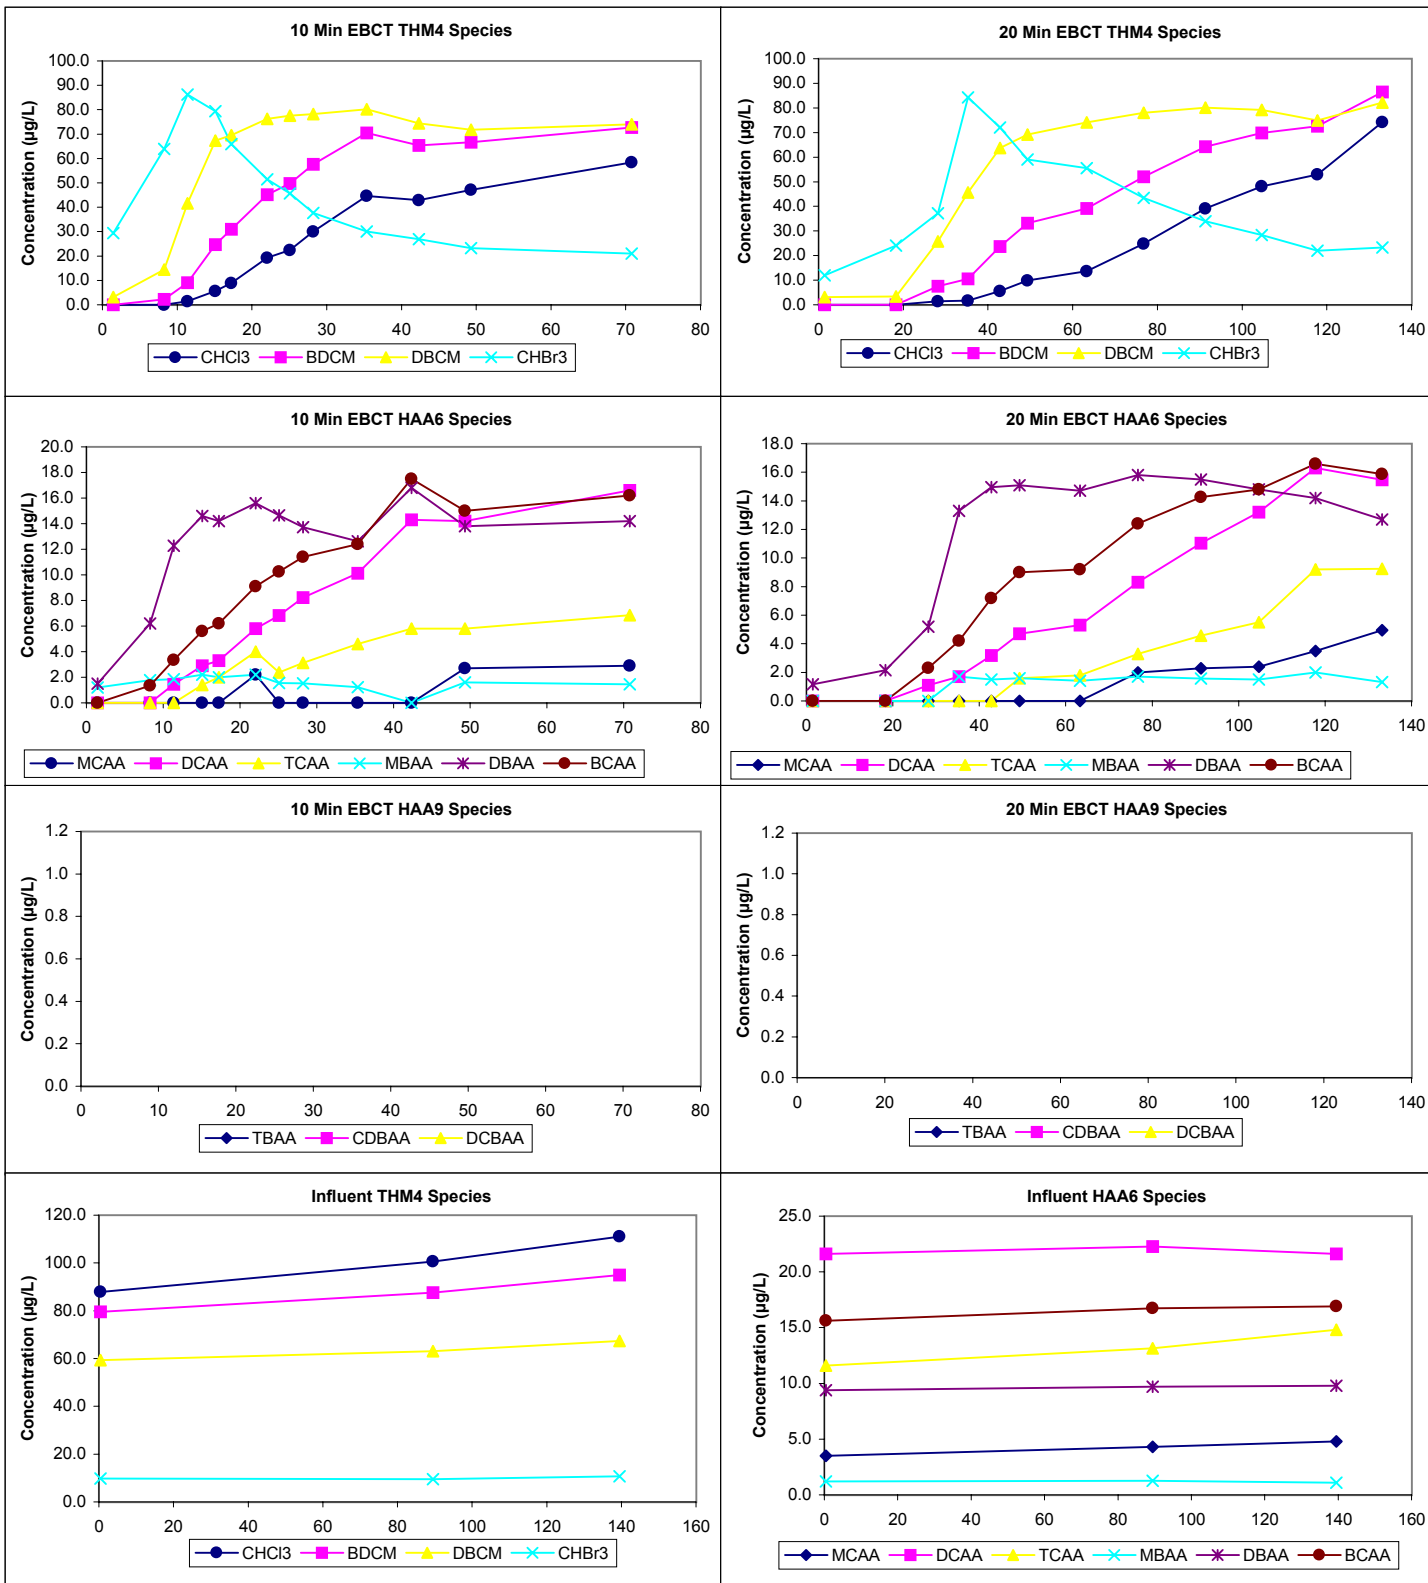 10 Min EBCT THM4 Species
Concentration (µg/L)
100.0
90.0
80.0
70.0
60.0
50.0
40.0
30.0
20.0
10.0
0.0
0 10 20 30 40 50 60 70 80
CHCl3 BDCM DBCM CHBr3
20 Min EBCT THM4 Species
Concentration (µg/L)
100.0
90.0
80.0
70.0
60.0
50.0
40.0
30.0
20.0
10.0
0.0
0 20 40 60 80 100 120 140
CHCl3 BDCM DBCM CHBr3
10 Min EBCT HAA6 Species
Concentration (µg/L)
20.0
18.0
16.0
14.0
12.0
10.0
8.0
6.0
4.0
2.0
0.0
0 10 20 30 40 50 60 70 80
MCAA DCAA TCAA MBAA DBAA BCAA
20 Min EBCT HAA6 Species
Concentration (µg/L)
18.0
16.0
14.0
12.0
10.0
8.0
6.0
4.0
2.0
0.0
0 20 40 60 80 100 120 140
MCAA DCAA TCAA MBAA DBAA BCAA
10 Min EBCT HAA9 Species
Concentration (µg/L)
1.2
1.0
0.8
0.6
0.4
0.2
0.0
0 10 20 30 40 50 60 70 80
TBAA CDBAA DCBAA
20 Min EBCT HAA9 Species
Concentration (µg/L)
1.2
1.0
0.8
0.6
0.4
0.2
0.0
0 20 40 60 80 100 120 140
TBAA CDBAA DCBAA
Influent THM4 Species
Concentration (µg/L)
120.0
100.0
80.0
60.0
40.0
20.0
0.0
0 20 40 60 80 100 120 140 160
CHCl3 BDCM DBCM CHBr3
Influent HAA6 Species
Concentration (µg/L)
25.0
20.0
15.0
10.0
5.0
0.0
0 20 40 60 80 100 120 140 160
MCAA DCAA TCAA MBAA DBAA BCAA